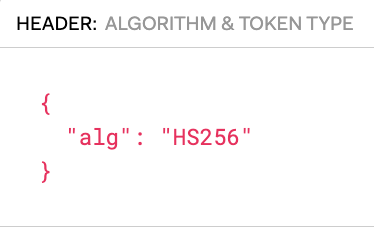 HEADER: ALGORITHM & TOKEN TYPE
{
"alg": "HS256"
}